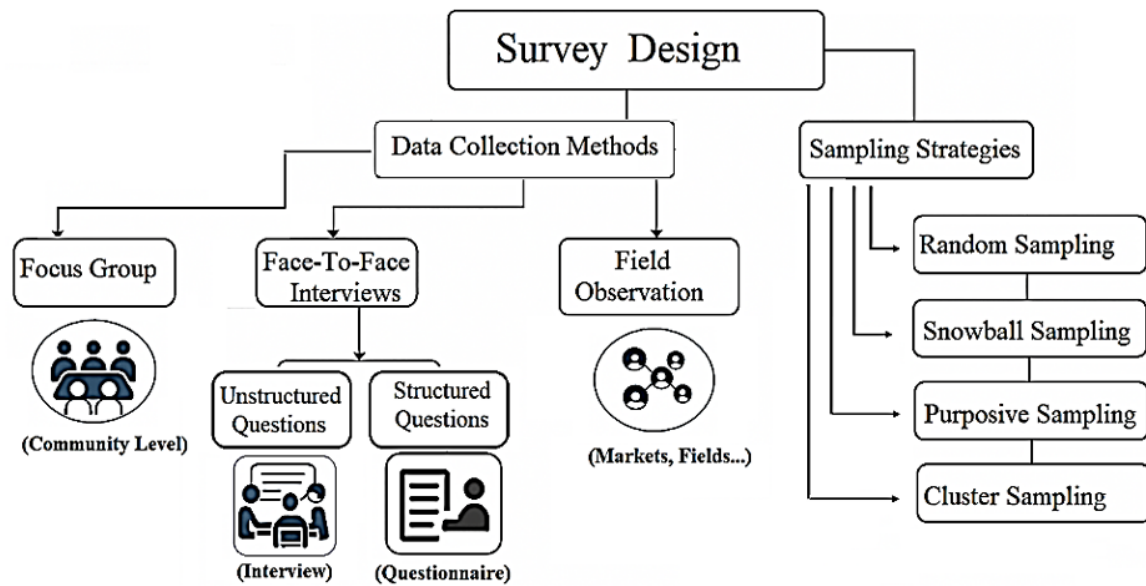 Survey Design
Data Collection Methods
Sampling Strategies
Focus Group
Face-To-Face
Interviews
Field
Observation
Random Sampling
Snowball Sampling
Purposive Sampling
Cluster Sampling
(Community Level)
Unstructured
Questions
Structured
Questions
(Markets, Fields...)
(Interview)
(Questionnaire)